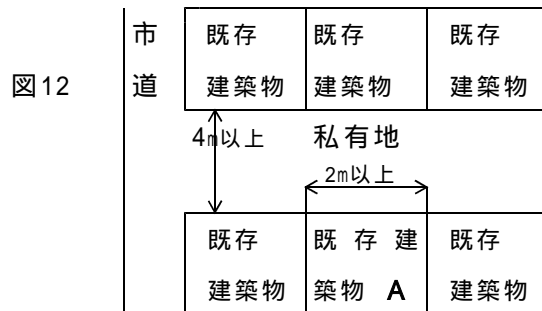 市 既存 既存 既存
図12 道 建築物 建築物 建築物
4m以上 私有地
2m以上
既存 既存建 既存
建築物 築物 A 建築物